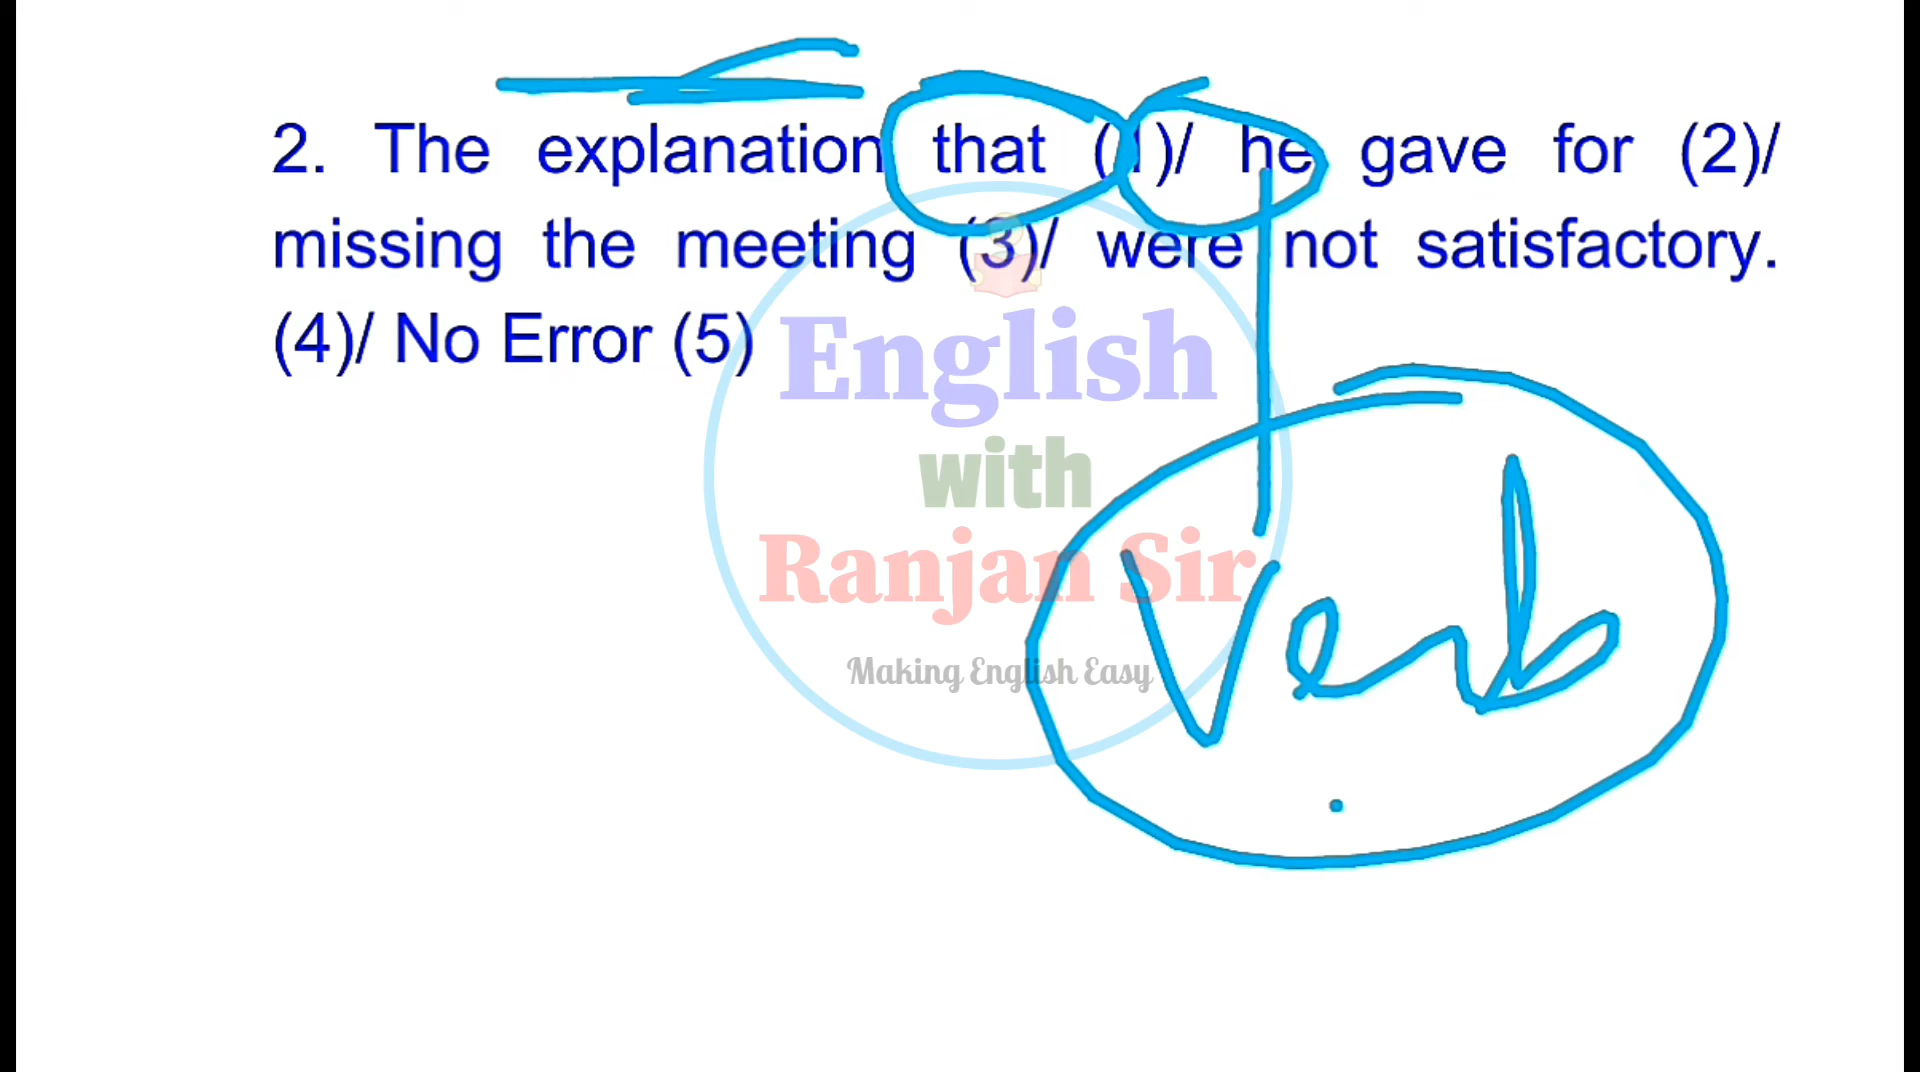 2. The explanation that (1)/ he gave for (2)/
missing the meeting (3)/ were not satisfactory.
(4)/ No Error (5)
English
with
Ranjan Sir
Making English Easy
Verb